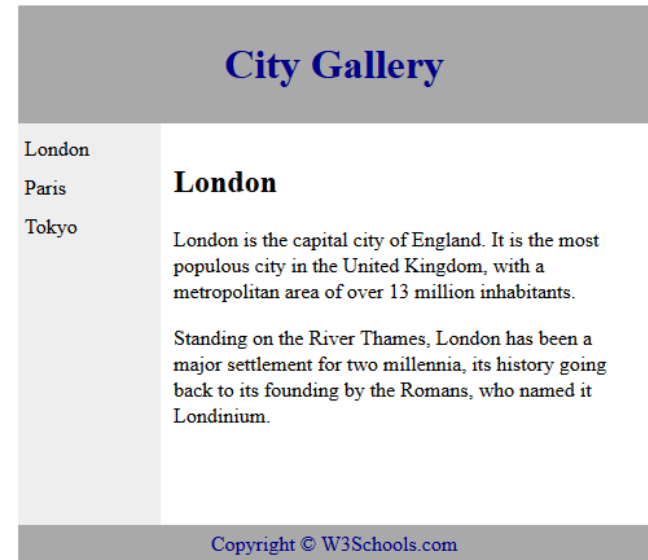 City Gallery
London
Paris
Tokyo
London
London is the capital city of England. It is the most
populous city in the United Kingdom, with a
metropolitan area of over 13 million inhabitants.
Standing on the River Thames, London has been a
major settlement for two millennia, its history going
back to its founding by the Romans, who named it
Londinium.
Copyright © W3Schools.com